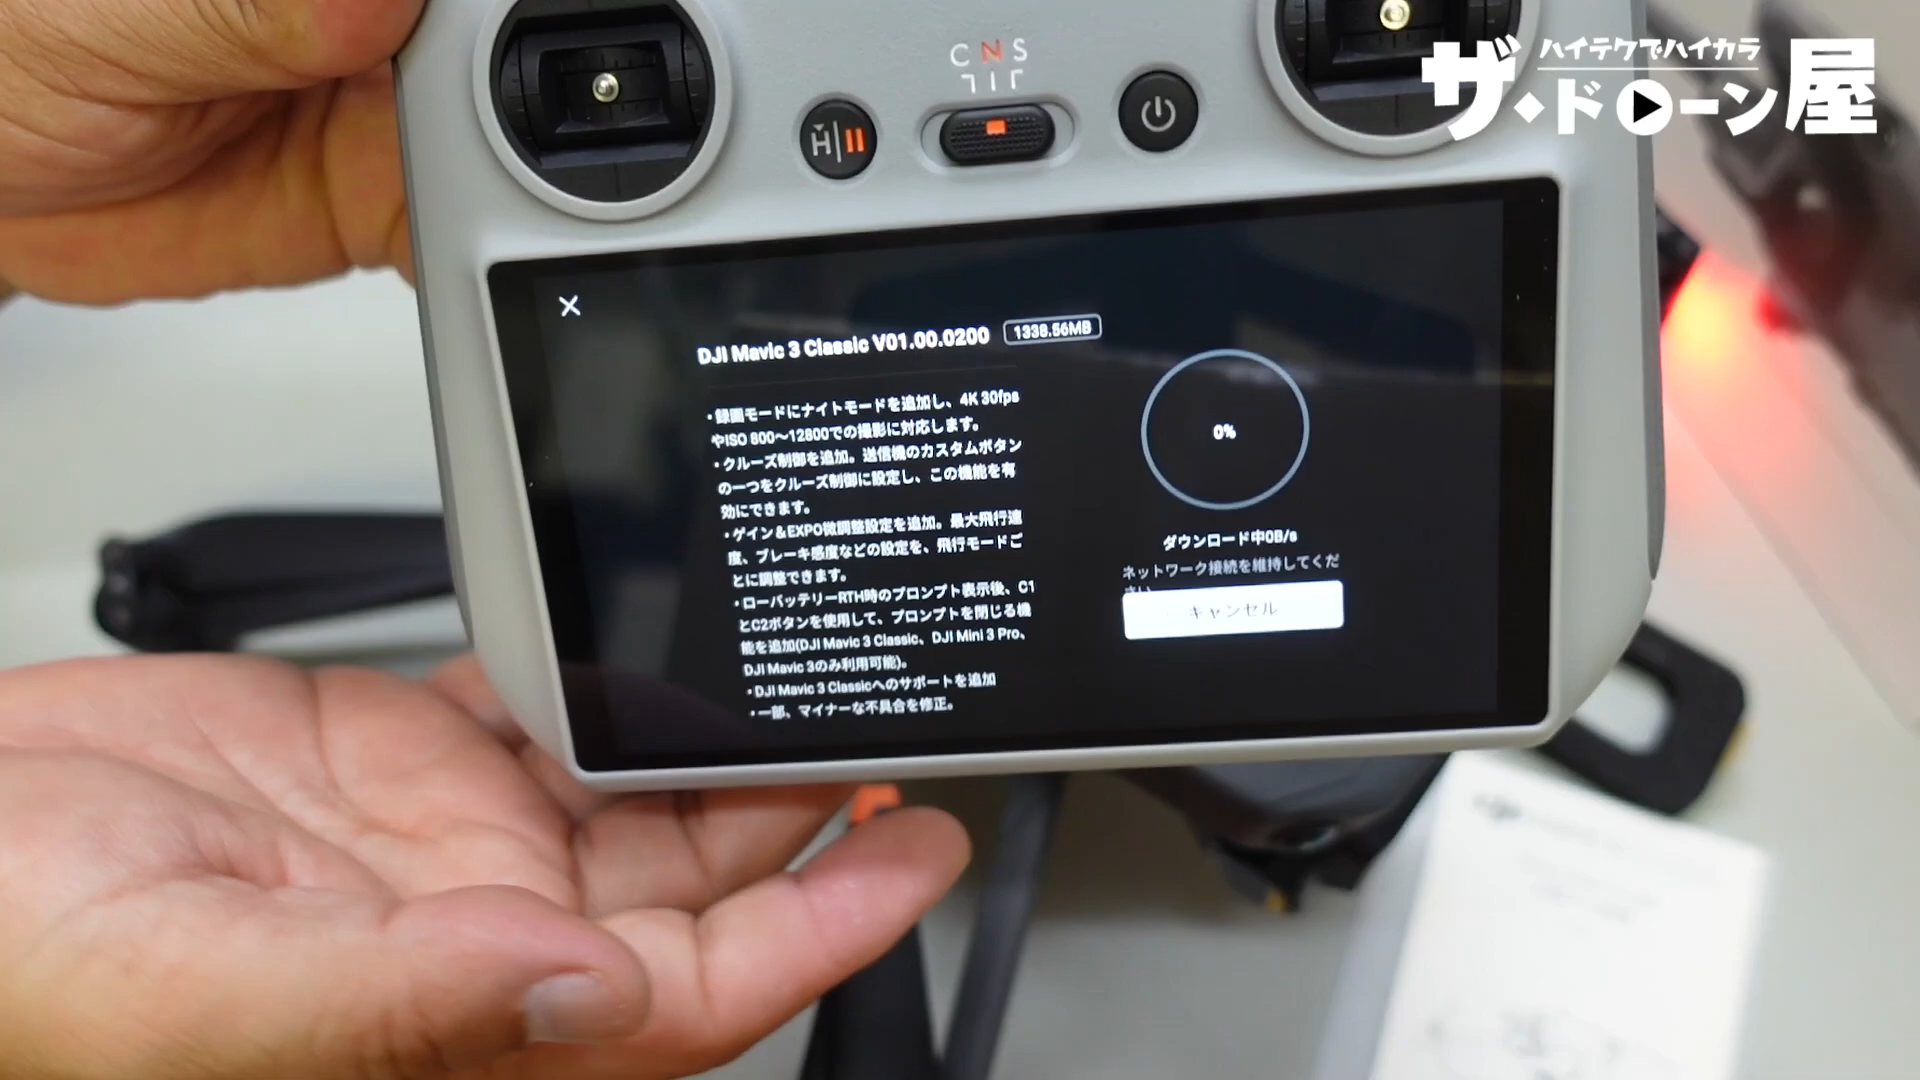 ハイテクでハイカラ
ザ・ドローン屋
C N S
H
DJI Mavic 3 Classic V01.00.0200
1338.56MB
・録画モードにナイトモードを追加し、4K 30fps
やISO 800〜12800での撮影に対応します。
・クルーズ制御を追加。送信機のカスタムボタン
の一つをクルーズ制御に設定し、この機能を有
効にできます。
・ゲイン＆EXPO微調整設定を追加。最大飛行速
度、ブレーキ感度などの設定を、飛行モードご
とに調整できます。
・ローバッテリーRTH時のプロンプト表示後、C1
とC2ボタンを使用して、プロンプトを閉じる機
能を追加(DJI Mavic 3 Classic、DJI Mini 3 Pro、
DJI Mavic 3のみ利用可能)。
・DJI Mavic 3 Classicへのサポートを追加
・一部、マイナーな不具合を修正。
0%
ダウンロード中0B/s
ネットワーク接続を維持してくだ
さい
キャンセル